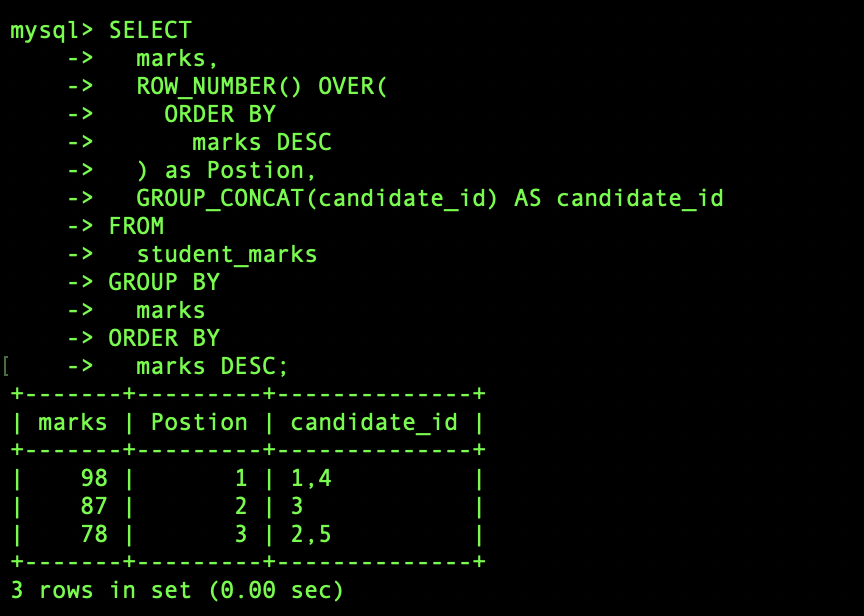 mysql> SELECT
    ->   marks,
    ->   ROW_NUMBER() OVER(
    ->     ORDER BY
    ->       marks DESC
    ->   ) as Postion,
    ->   GROUP_CONCAT(candidate_id) AS candidate_id
    -> FROM
    ->   student_marks
    -> GROUP BY
    ->   marks
    -> ORDER BY
[    ->   marks DESC;
+-------+---------+--------------+
| marks | Postion | candidate_id |
+-------+---------+--------------+
|    98 |       1 | 1,4          |
|    87 |       2 | 3            |
|    78 |       3 | 2,5          |
+-------+---------+--------------+
3 rows in set (0.00 sec)